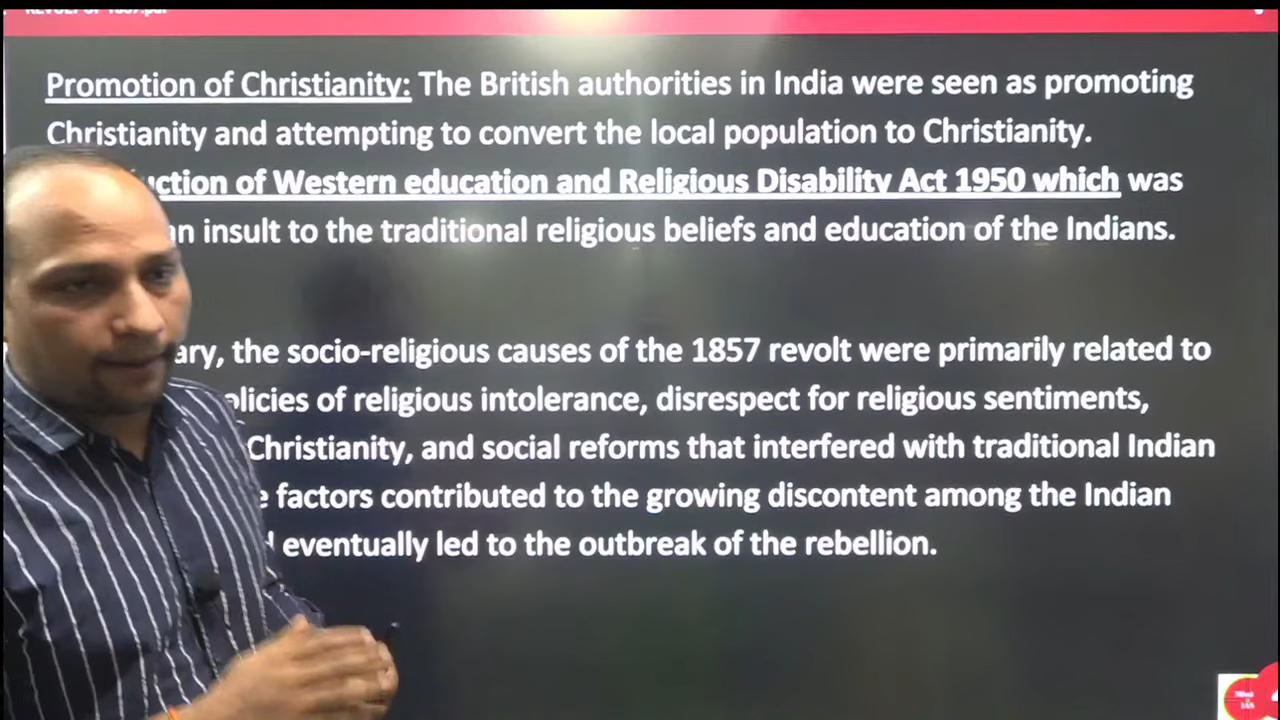 Promotion of Christianity: The British authorities in India were seen as promoting
Christianity and attempting to convert the local population to Christianity.
uction of Western education and Religious Disability Act 1950 which was
an insult to the traditional religious beliefs and education of the Indians.
ary, the socio-religious causes of the 1857 revolt were primarily related to
olicies of religious intolerance, disrespect for religious sentiments,
Christianity, and social reforms that interfered with traditional Indian
e factors contributed to the growing discontent among the Indian
eventually led to the outbreak of the rebellion.